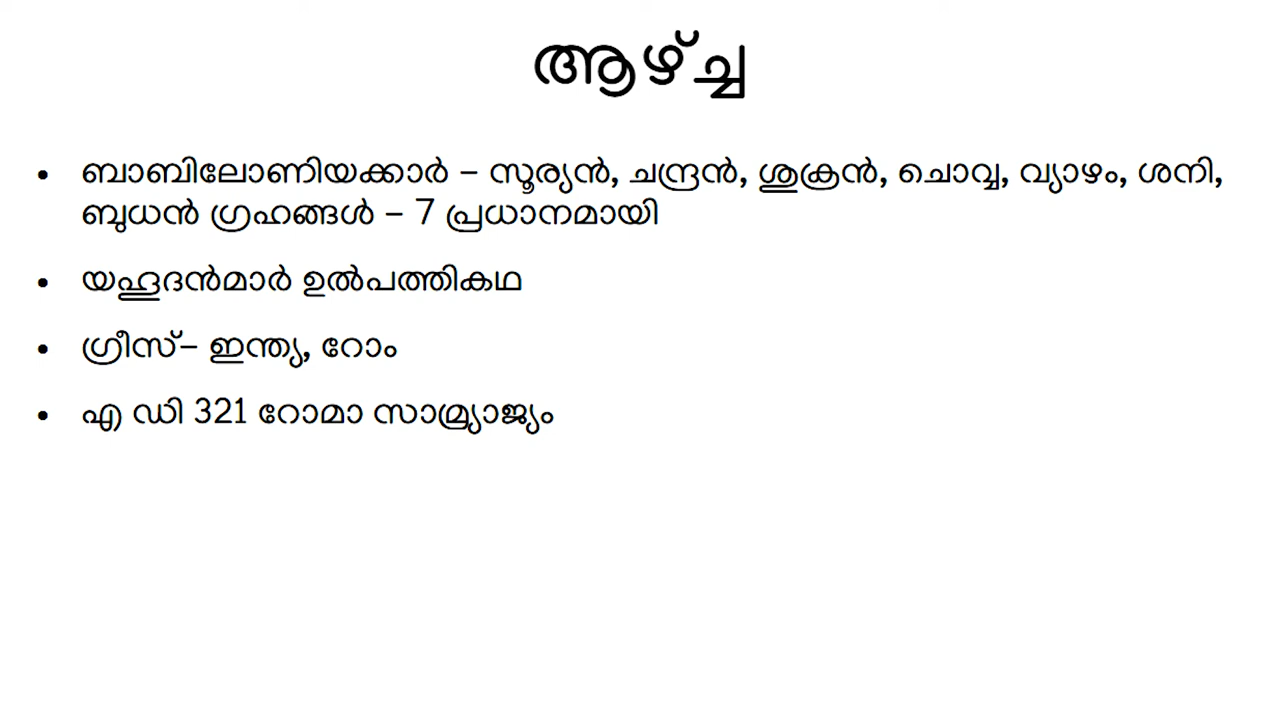 ആഴ്ച്ച
• ബാബിലോണിയക്കാർ – സൂര്യൻ, ചന്ദ്രൻ, ശുക്രൻ, ചൊവ്വ, വ്യാഴം, ശനി,
ബുധൻ ഗ്രഹങ്ങൾ – 7 പ്രധാനമായി
• യഹൂദൻമാർ ഉൽപത്തികഥ
• ഗ്രീസ്– ഇന്ത്യ, റോം
• എ ഡി 321 റോമാ സാമ്ര്യാജ്യം